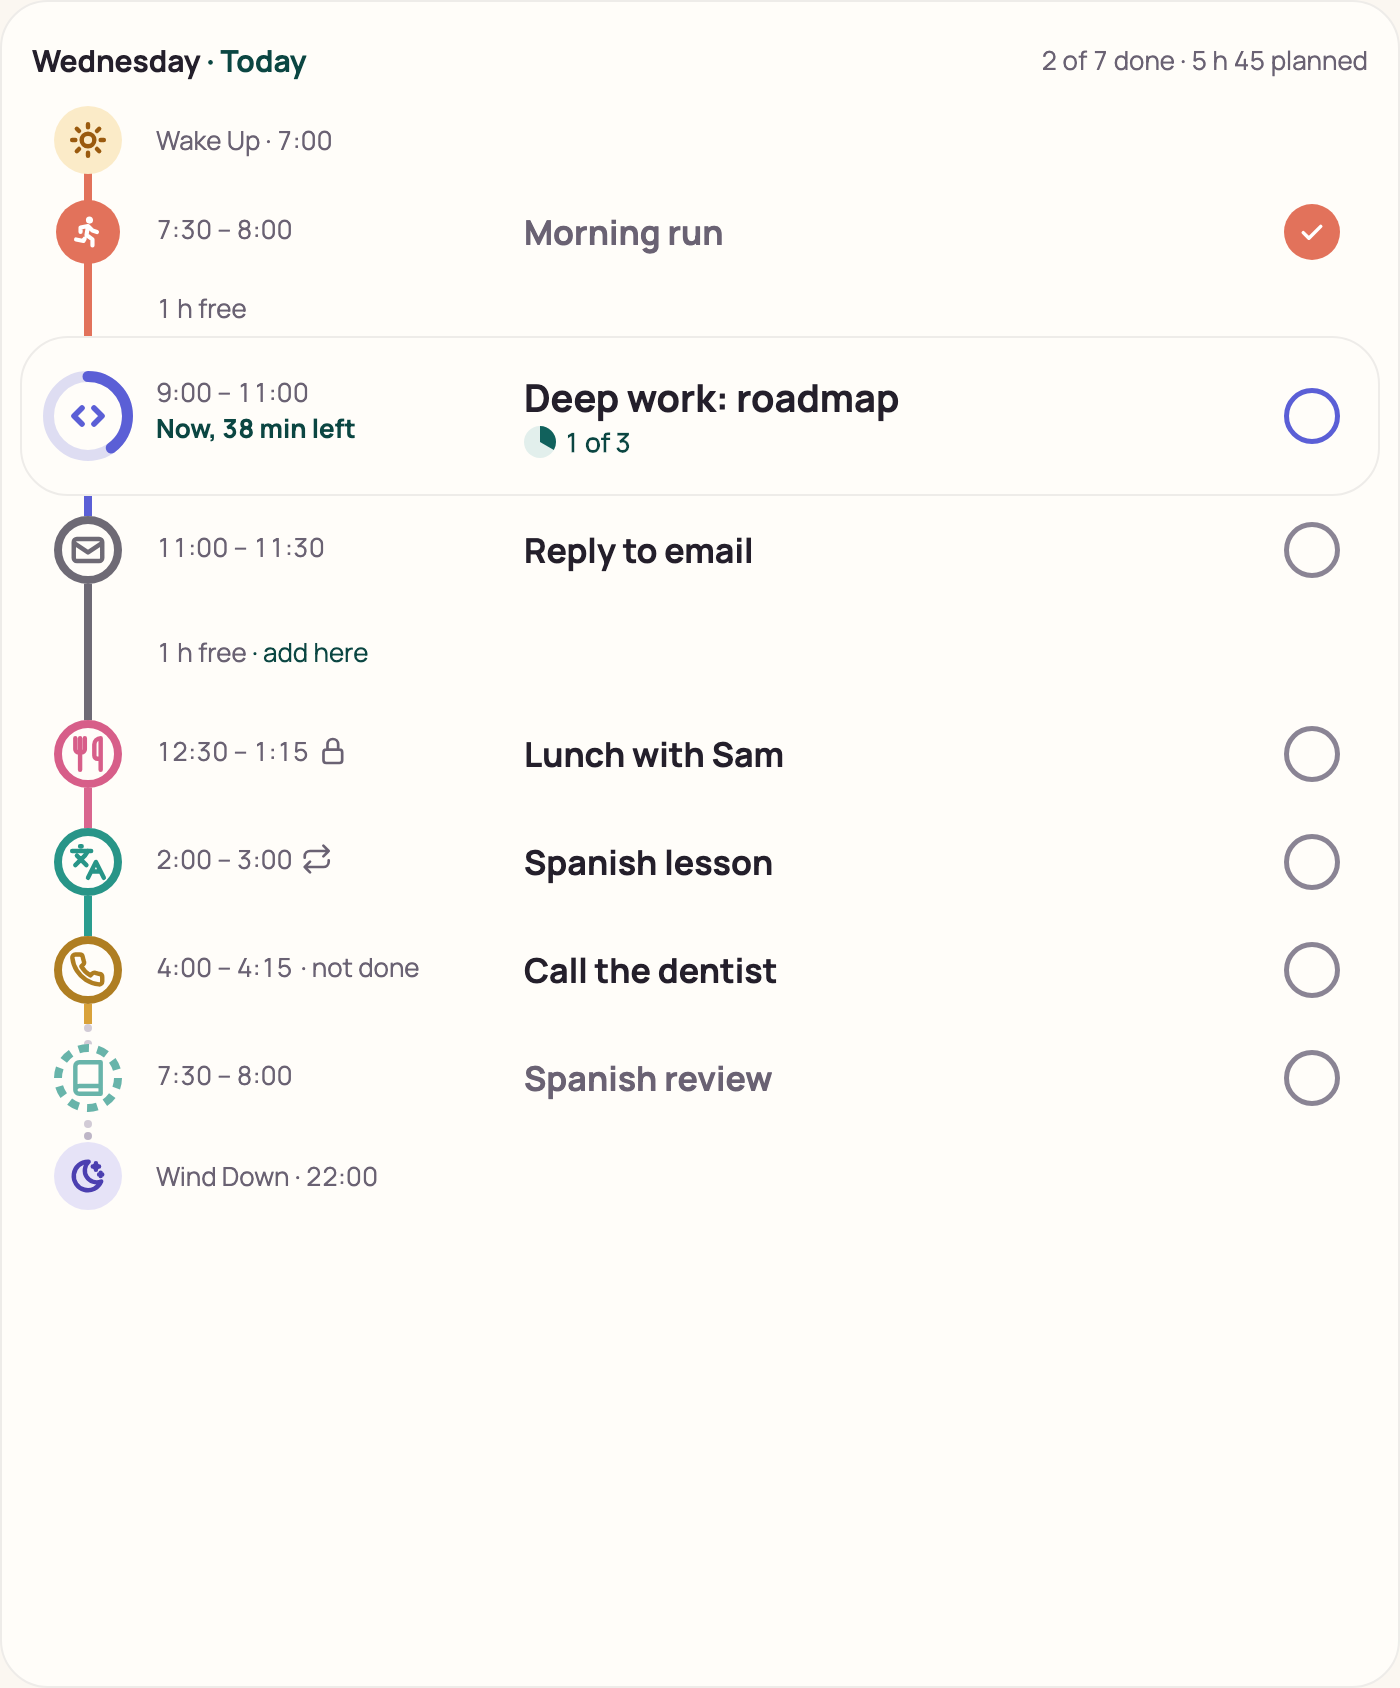 Wednesday · Today
2 of 7 done · 5 h 45 planned
Wake Up · 7:00
7:30 – 8:00
Morning run
1 h free
9:00 – 11:00
Now, 38 min left
Deep work: roadmap
1 of 3
11:00 – 11:30
Reply to email
1 h free · add here
12:30 – 1:15
Lunch with Sam
2:00 – 3:00
Spanish lesson
4:00 – 4:15 · not done
Call the dentist
7:30 – 8:00
Spanish review
Wind Down · 22:00